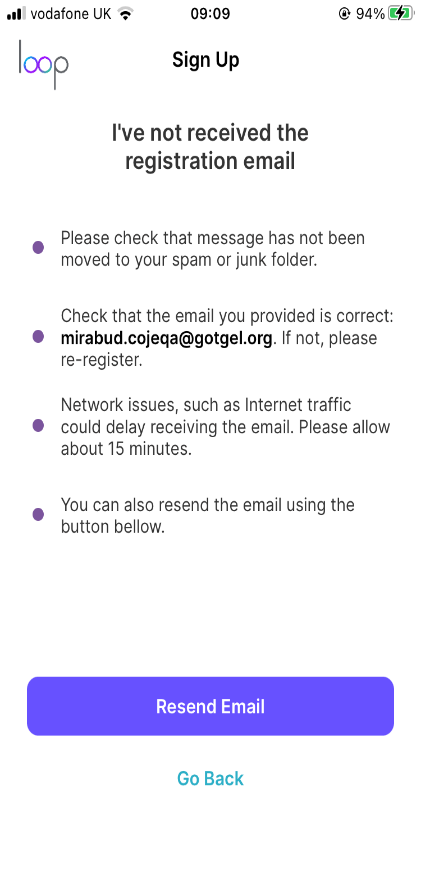 vodafone UK 09:09 94%
loop
Sign Up
I've not received the
registration email
Please check that message has not been
moved to your spam or junk folder.
Check that the email you provided is correct:
mirabud.cojeqa@gotgel.org. If not, please
re-register.
Network issues, such as Internet traffic
could delay receiving the email. Please allow
about 15 minutes.
You can also resend the email using the
button bellow.
Resend Email
Go Back